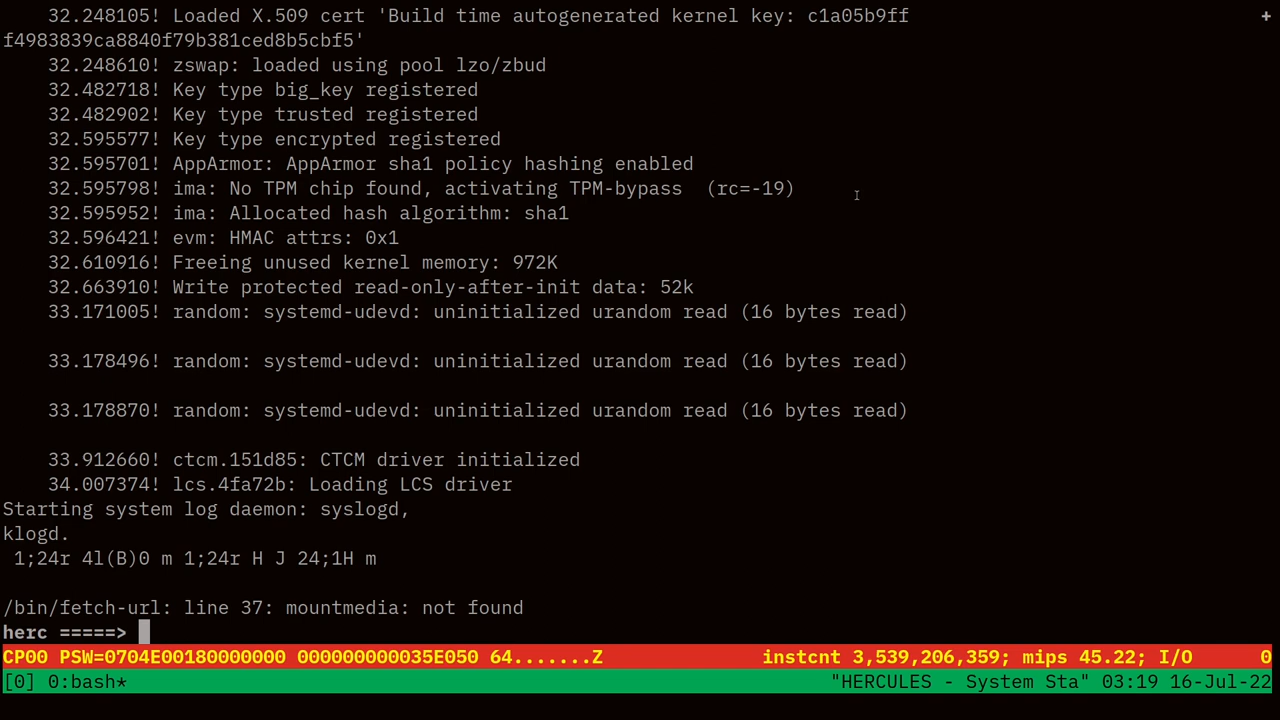 32.248105! Loaded X.509 cert 'Build time autogenerated kernel key: c1a05b9ff +
f4983839ca8840f79b381ced8b5cbf5'
32.248610! zswap: loaded using pool lzo/zbud
32.482718! Key type big_key registered
32.482902! Key type trusted registered
32.595577! Key type encrypted registered
32.595701! AppArmor: AppArmor sha1 policy hashing enabled
32.595798! ima: No TPM chip found, activating TPM-bypass  (rc=-19)
32.595952! ima: Allocated hash algorithm: sha1
32.596421! evm: HMAC attrs: 0x1
32.610916! Freeing unused kernel memory: 972K
32.663910! Write protected read-only-after-init data: 52k
33.171005! random: systemd-udevd: uninitialized urandom read (16 bytes read)
33.178496! random: systemd-udevd: uninitialized urandom read (16 bytes read)
33.178870! random: systemd-udevd: uninitialized urandom read (16 bytes read)
33.912660! ctcm.151d85: CTCM driver initialized
34.007374! lcs.4fa72b: Loading LCS driver
Starting system log daemon: syslogd,
klogd.
1;24r 4l(B)0 m 1;24r H J 24;1H m
/bin/fetch-url: line 37: mountmedia: not found
herc =====>
CP00 PSW=0704E00180000000 000000000035E050 64.......Z instcnt 3,539,206,359; mips 45.22; I/O 0
[0] 0:bash* "HERCULES - System Sta" 03:19 16-Jul-22